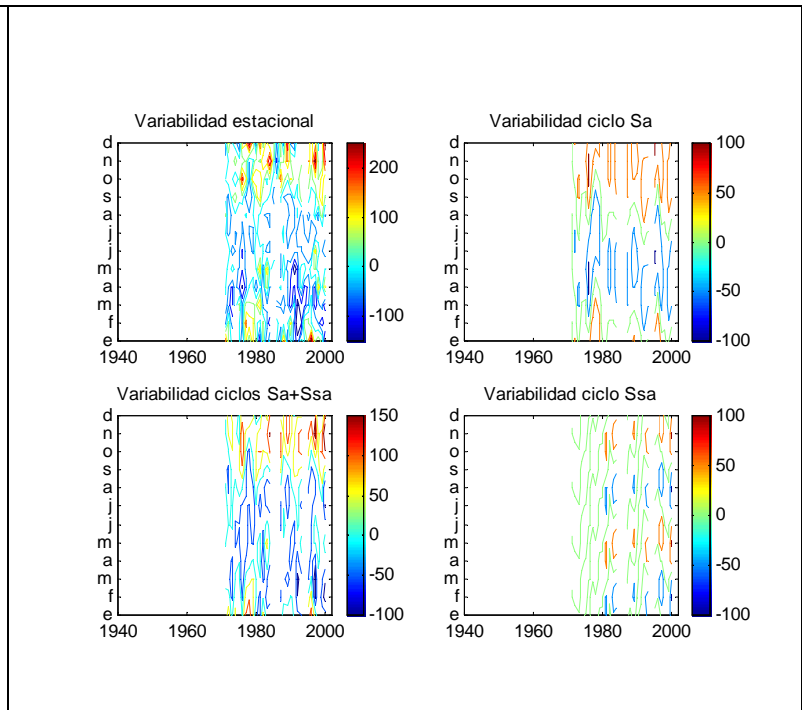 Variabilidad estacional
d
n
o
s
a
j
j
m
a
m
f
e
1940 1960 1980 2000
200
100
0
-100
Variabilidad ciclo Sa
d
n
o
s
a
j
j
m
a
m
f
e
1940 1960 1980 2000
100
50
0
-50
-100
Variabilidad ciclos Sa+Ssa
d
n
o
s
a
j
j
m
a
m
f
e
1940 1960 1980 2000
150
100
50
0
-50
-100
Variabilidad ciclo Ssa
d
n
o
s
a
j
j
m
a
m
f
e
1940 1960 1980 2000
100
50
0
-50
-100